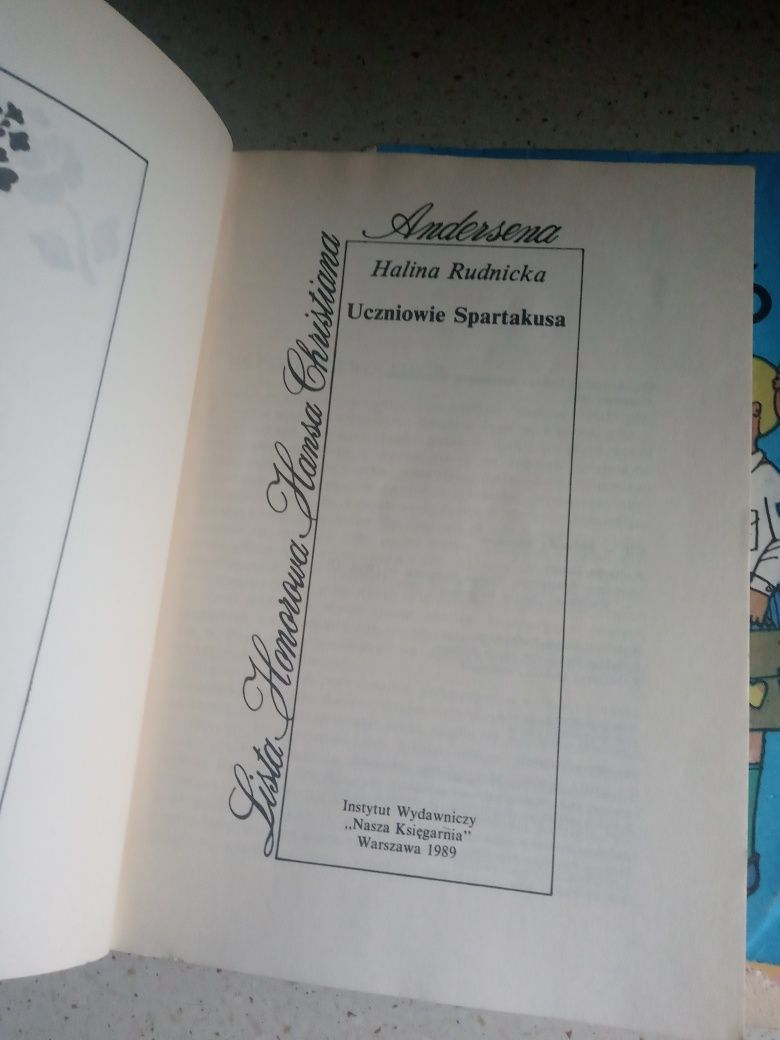 Lista Honorowa Hansa Christiana
Andersena
Halina Rudnicka
Uczniowie Spartakusa
Instytut Wydawniczy
„Nasza Księgarnia”
Warszawa 1989